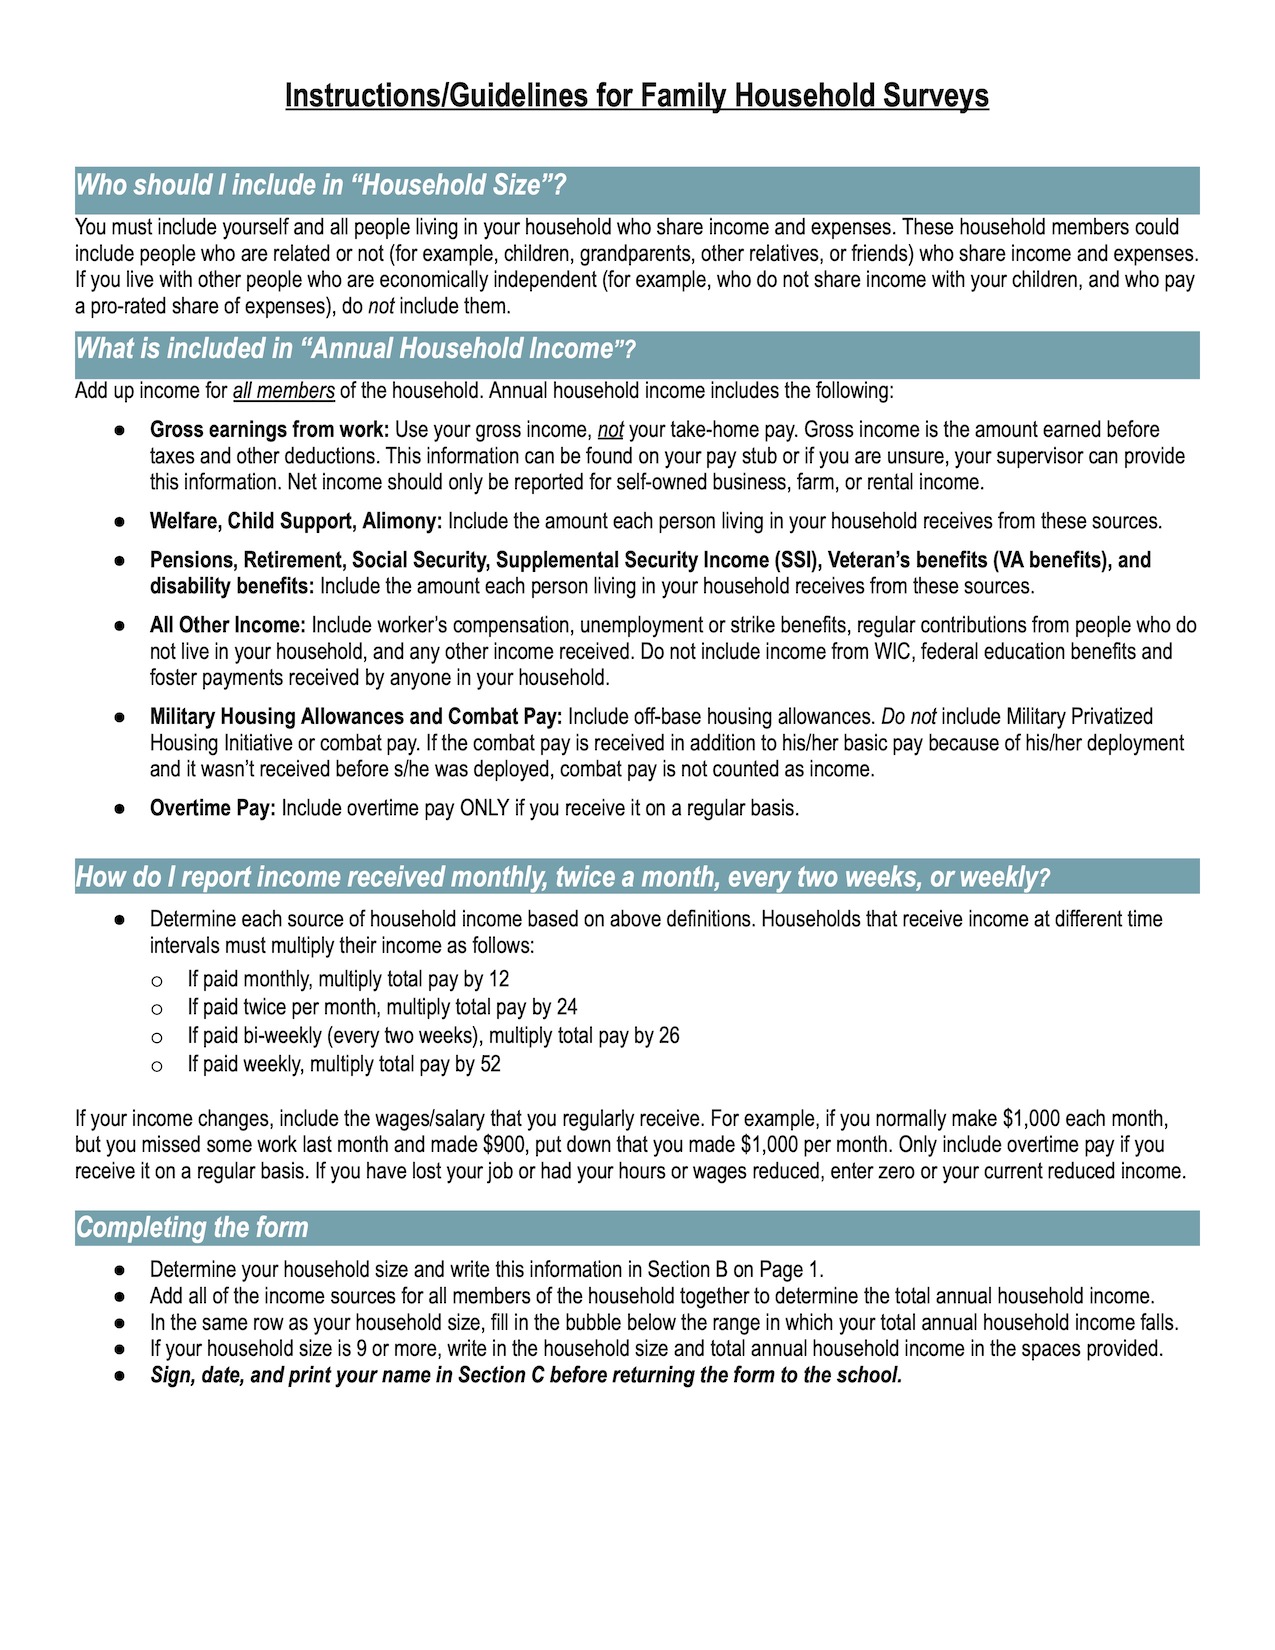 Instructions/Guidelines for Family Household Surveys
Who should I include in “Household Size”?
You must include yourself and all people living in your household who share income and expenses. These household members could
include people who are related or not (for example, children, grandparents, other relatives, or friends) who share income and expenses.
If you live with other people who are economically independent (for example, who do not share income with your children, and who pay
a pro-rated share of expenses), do not include them.
What is included in “Annual Household Income”?
Add up income for all members of the household. Annual household income includes the following:
● Gross earnings from work: Use your gross income, not your take-home pay. Gross income is the amount earned before
taxes and other deductions. This information can be found on your pay stub or if you are unsure, your supervisor can provide
this information. Net income should only be reported for self-owned business, farm, or rental income.
● Welfare, Child Support, Alimony: Include the amount each person living in your household receives from these sources.
● Pensions, Retirement, Social Security, Supplemental Security Income (SSI), Veteran’s benefits (VA benefits), and
disability benefits: Include the amount each person living in your household receives from these sources.
● All Other Income: Include worker’s compensation, unemployment or strike benefits, regular contributions from people who do
not live in your household, and any other income received. Do not include income from WIC, federal education benefits and
foster payments received by anyone in your household.
● Military Housing Allowances and Combat Pay: Include off-base housing allowances. Do not include Military Privatized
Housing Initiative or combat pay. If the combat pay is received in addition to his/her basic pay because of his/her deployment
and it wasn’t received before s/he was deployed, combat pay is not counted as income.
● Overtime Pay: Include overtime pay ONLY if you receive it on a regular basis.
How do I report income received monthly, twice a month, every two weeks, or weekly?
● Determine each source of household income based on above definitions. Households that receive income at different time
intervals must multiply their income as follows:
o If paid monthly, multiply total pay by 12
o If paid twice per month, multiply total pay by 24
o If paid bi-weekly (every two weeks), multiply total pay by 26
o If paid weekly, multiply total pay by 52
If your income changes, include the wages/salary that you regularly receive. For example, if you normally make $1,000 each month,
but you missed some work last month and made $900, put down that you made $1,000 per month. Only include overtime pay if you
receive it on a regular basis. If you have lost your job or had your hours or wages reduced, enter zero or your current reduced income.
Completing the form
● Determine your household size and write this information in Section B on Page 1.
● Add all of the income sources for all members of the household together to determine the total annual household income.
● In the same row as your household size, fill in the bubble below the range in which your total annual household income falls.
● If your household size is 9 or more, write in the household size and total annual household income in the spaces provided.
● Sign, date, and print your name in Section C before returning the form to the school.